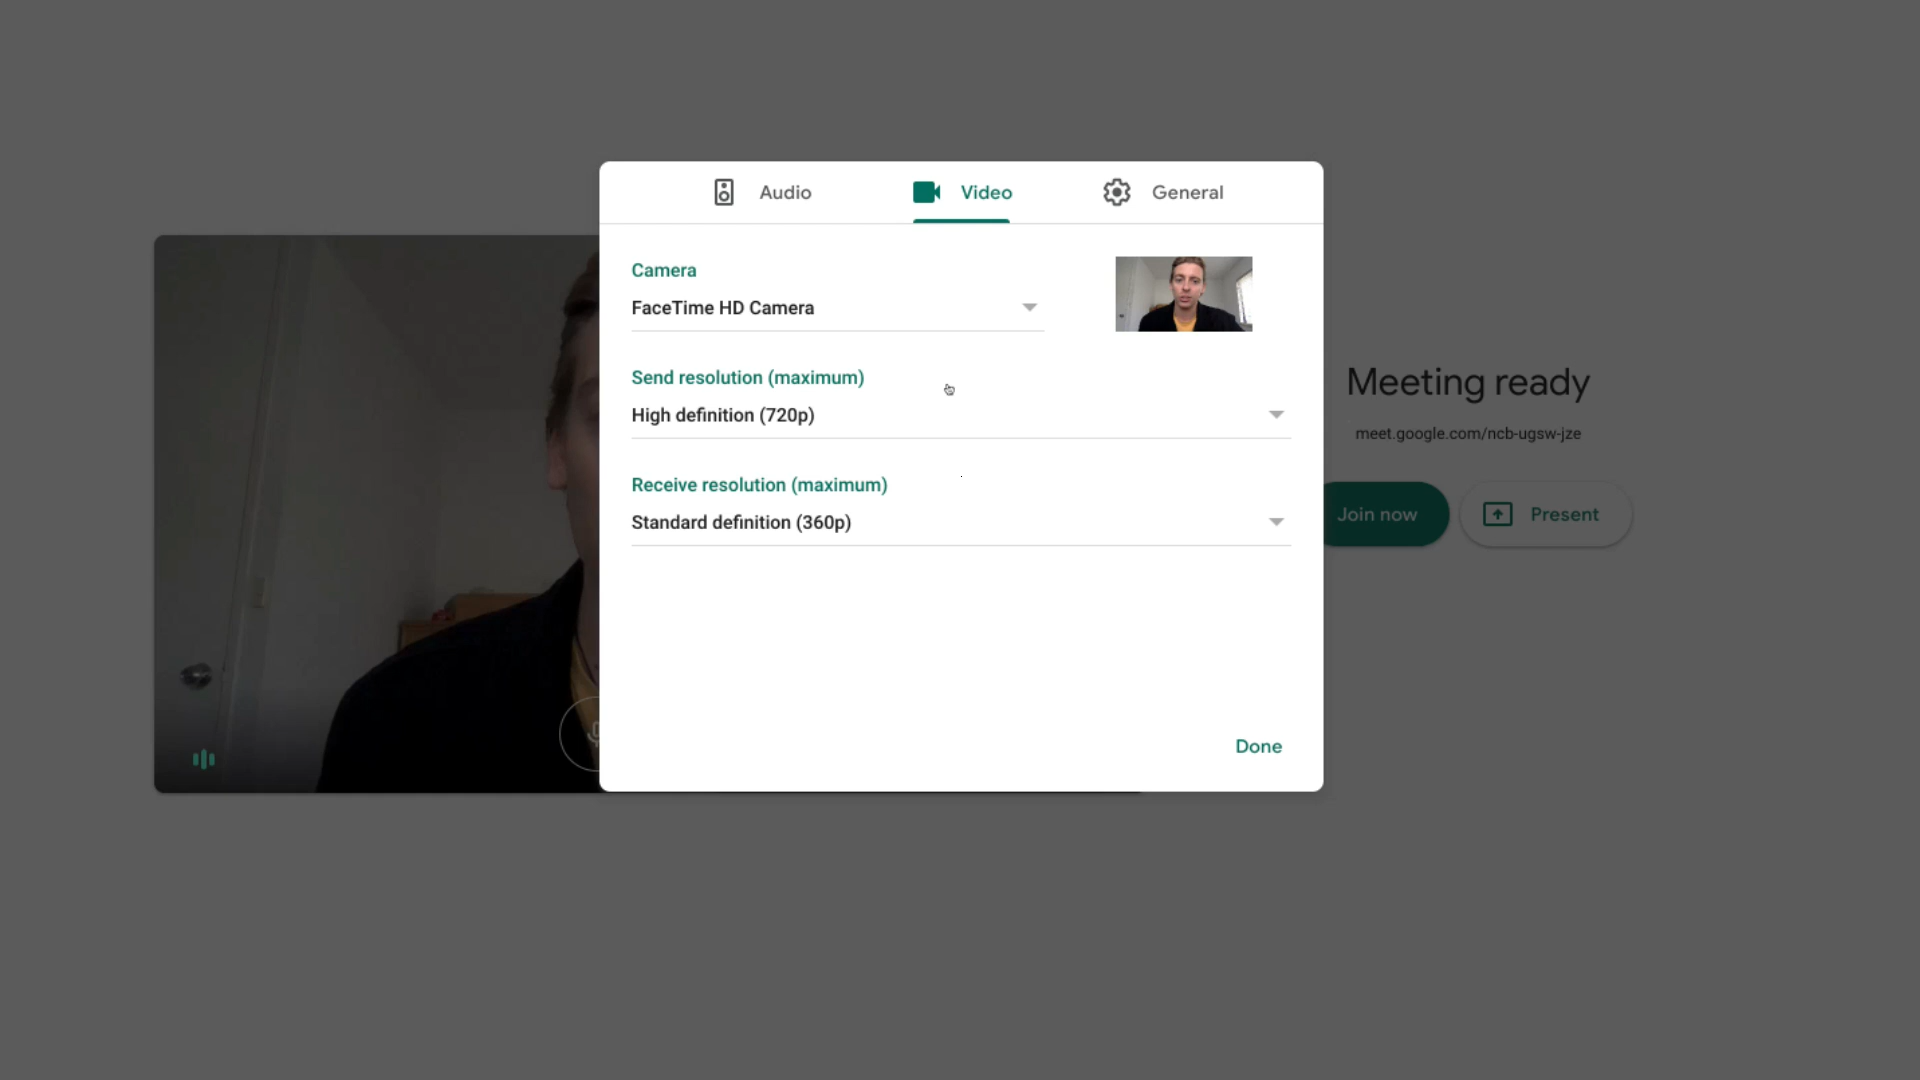 Audio
Video
General
Camera
FaceTime HD Camera
Send resolution (maximum)
High definition (720p)
Receive resolution (maximum)
Standard definition (360p)
Done
Meeting ready
meet.google.com/ncb-ugsw-jze
Join now
Present